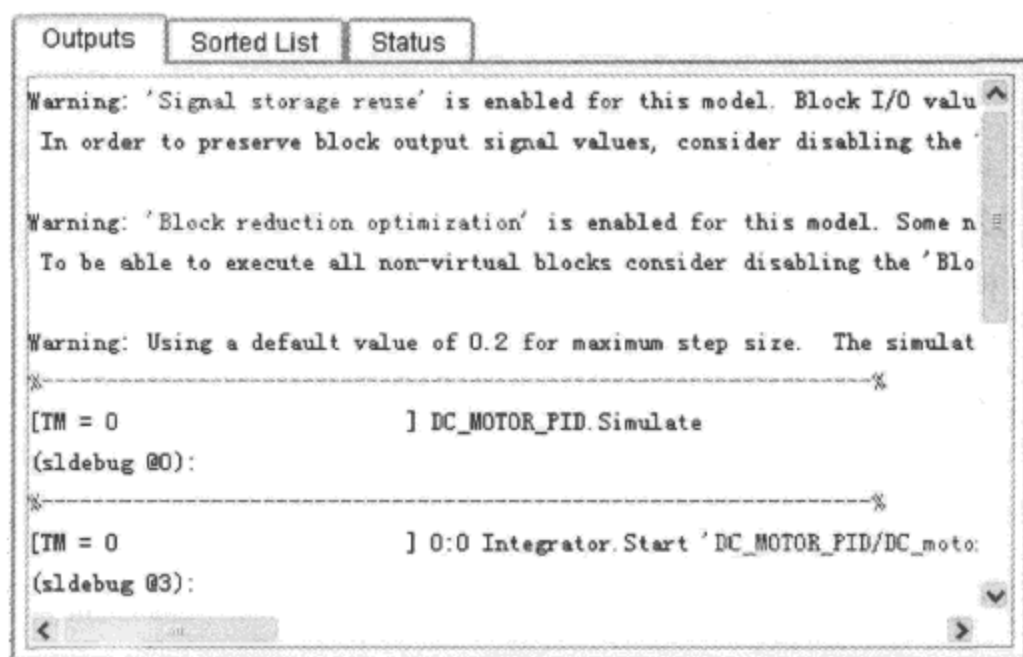 Outputs
Sorted List
Status
Warning: 'Signal storage reuse' is enabled for this model. Block I/O valu
In order to preserve block output signal values, consider disabling the '
Warning: 'Block reduction optimization' is enabled for this model. Some n
To be able to execute all non-virtual blocks consider disabling the 'Blo
Warning: Using a default value of 0.2 for maximum step size. The simulat
%----------------------------------------------------------------%
[TM = 0 ] DC_MOTOR_PID.Simulate
(sldebug @0):
%----------------------------------------------------------------%
[TM = 0 ] 0:0 Integrator.Start 'DC_MOTOR_PID/DC_moto
(sldebug @3):